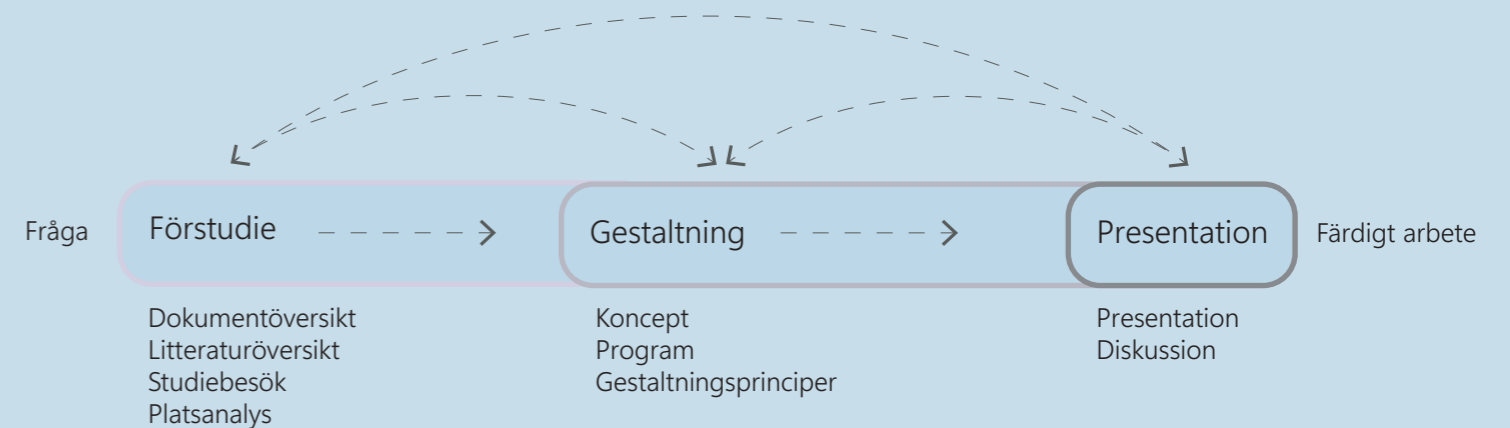 Fråga
Förstudie
Gestaltning
Presentation
Färdigt arbete
Dokumentöversikt
Litteraturöversikt
Studiebesök
Platsanalys
Koncept
Program
Gestaltningsprinciper
Presentation
Diskussion